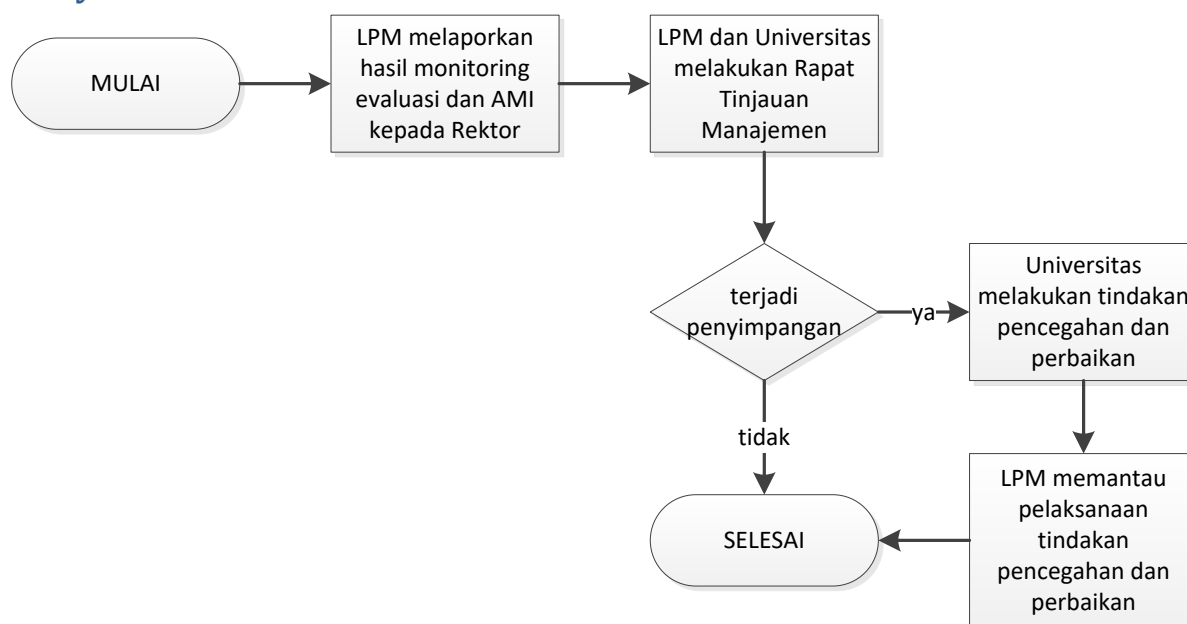 MULAI
LPM melaporkan
hasil monitoring
evaluasi dan AMI
kepada Rektor
LPM dan Universitas
melakukan Rapat
Tinjauan
Manajemen
terjadi
penyimpangan
ya
Universitas
melakukan tindakan
pencegahan dan
perbaikan
tidak
SELESAI
LPM memantau
pelaksanaan
tindakan
pencegahan dan
perbaikan